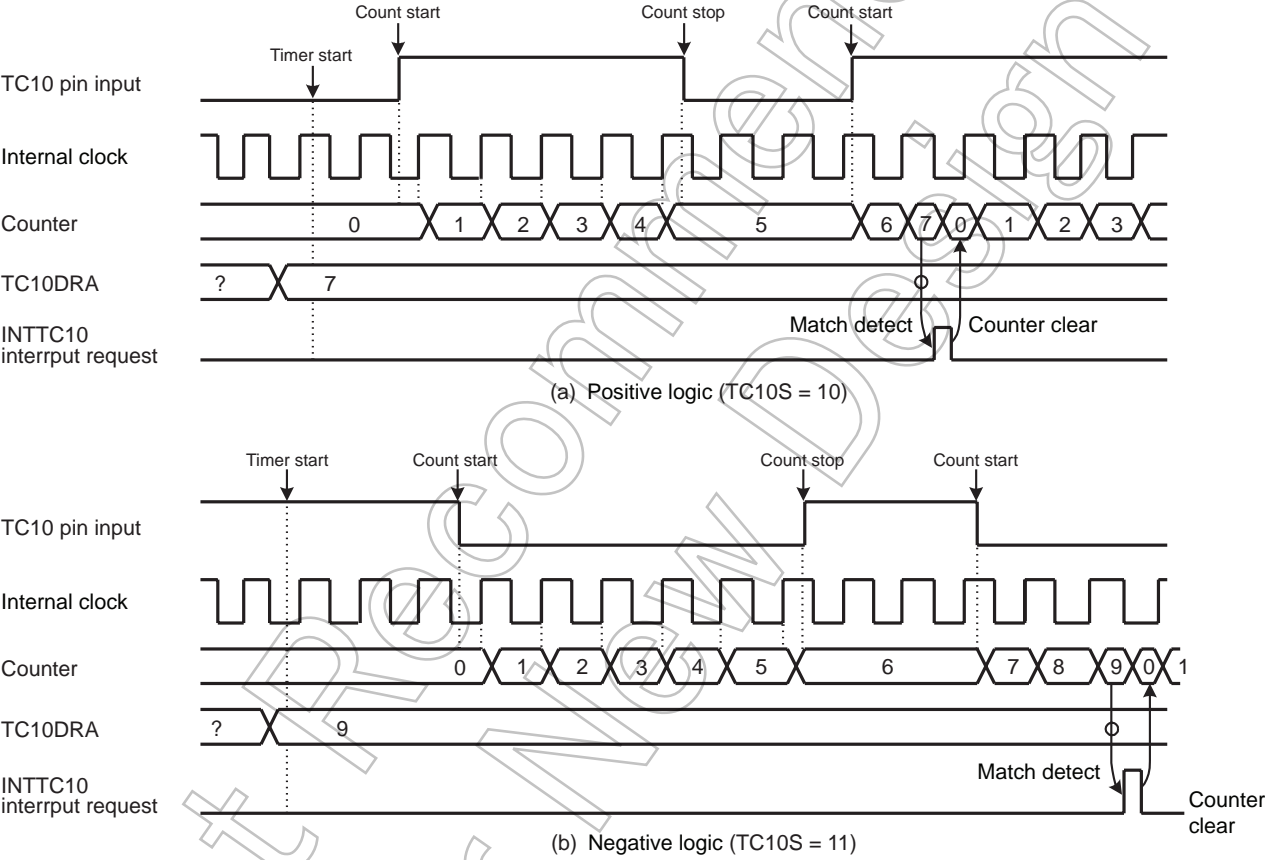 Count start Count stop Count start
Timer start
TC10 pin input
Internal clock
Counter 0 1 2 3 4 5 6 7 0 1 2 3
TC10DRA ? 7
INTTC10
interrput request
Match detect Counter clear
(a) Positive logic (TC10S = 10)
Timer start Count start Count stop Count start
TC10 pin input
Internal clock
Counter 0 1 2 3 4 5 6 7 8 9 0 1
TC10DRA ? 9
INTTC10
interrput request
Match detect
Counter
clear
(b) Negative logic (TC10S = 11)
t Recommen
New Design